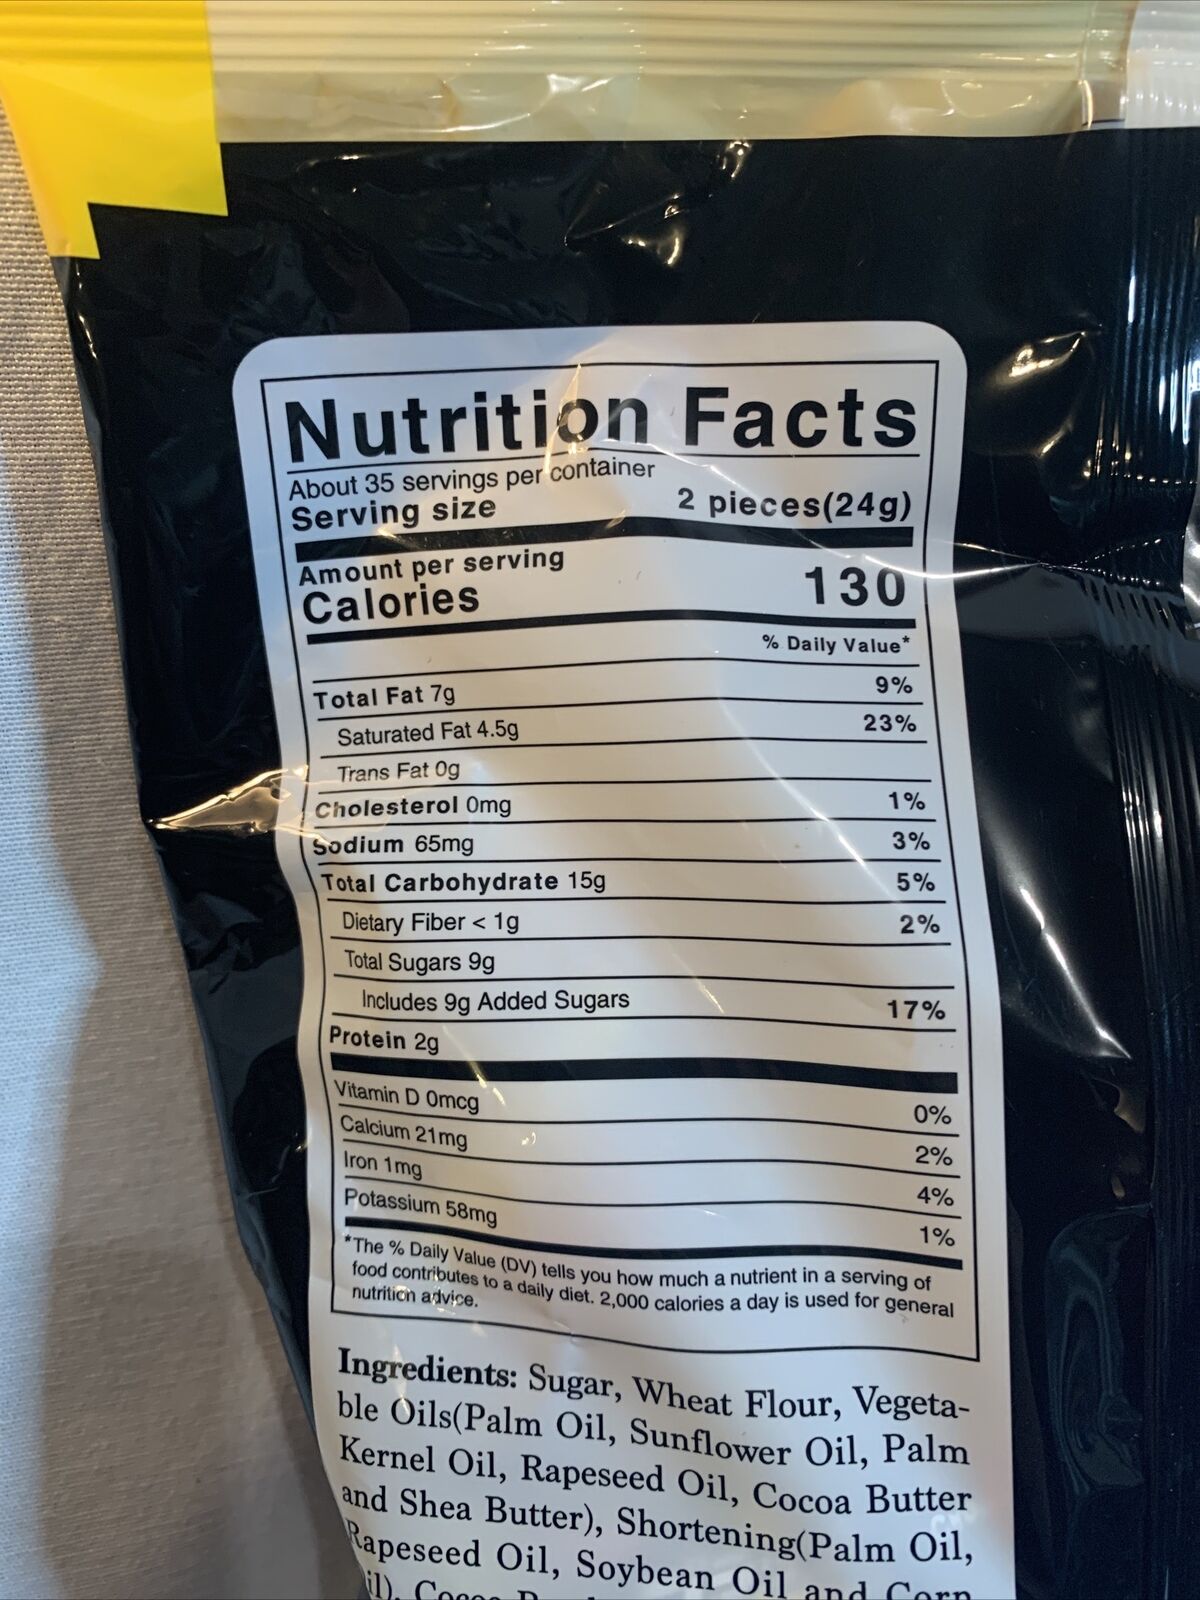 Nutrition Facts
About 35 servings per container
Serving size 2 pieces(24g)
Amount per serving
Calories 130
% Daily Value*
Total Fat 7g 9%
Saturated Fat 4.5g 23%
Trans Fat 0g
Cholesterol 0mg 1%
Sodium 65mg 3%
Total Carbohydrate 15g 5%
Dietary Fiber < 1g 2%
Total Sugars 9g
Includes 9g Added Sugars 17%
Protein 2g
Vitamin D 0mcg 0%
Calcium 21mg 2%
Iron 1mg 4%
Potassium 58mg 1%
*The % Daily Value (DV) tells you how much a nutrient in a serving of
food contributes to a daily diet. 2,000 calories a day is used for general
nutrition advice.
Ingredients: Sugar, Wheat Flour, Vegeta-
ble Oils(Palm Oil, Sunflower Oil, Palm
Kernel Oil, Rapeseed Oil, Cocoa Butter
and Shea Butter), Shortening(Palm Oil,
Rapeseed Oil, Soybean Oil and Corn